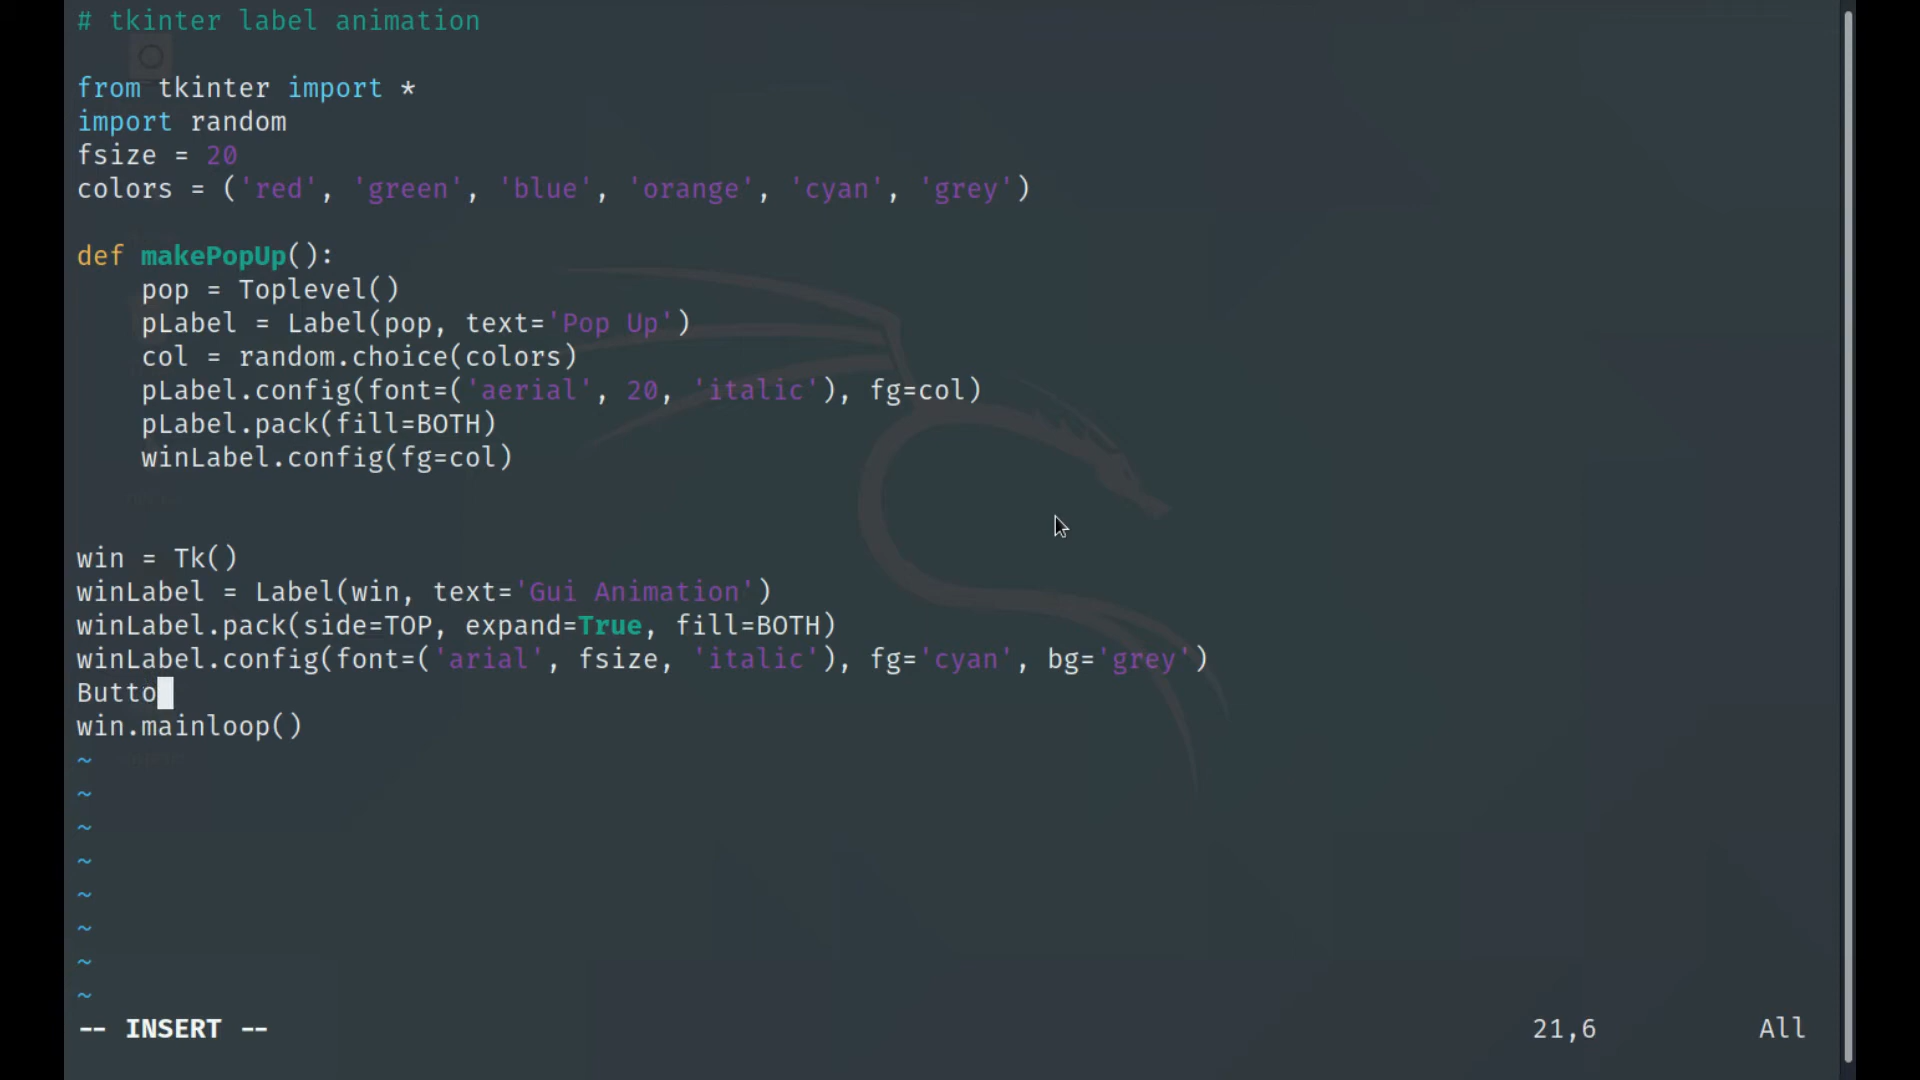 # tkinter label animation
from tkinter import *
import random
fsize = 20
colors = ('red', 'green', 'blue', 'orange', 'cyan', 'grey')
def makePopUp():
    pop = Toplevel()
    pLabel = Label(pop, text='Pop Up')
    col = random.choice(colors)
    pLabel.config(font=('aerial', 20, 'italic'), fg=col)
    pLabel.pack(fill=BOTH)
    winLabel.config(fg=col)
win = Tk()
winLabel = Label(win, text='Gui Animation')
winLabel.pack(side=TOP, expand=True, fill=BOTH)
winLabel.config(font=('arial', fsize, 'italic'), fg='cyan', bg='grey')
Butto
win.mainloop()
~
~
~
~
~
~
~
~
-- INSERT -- 21,6 All